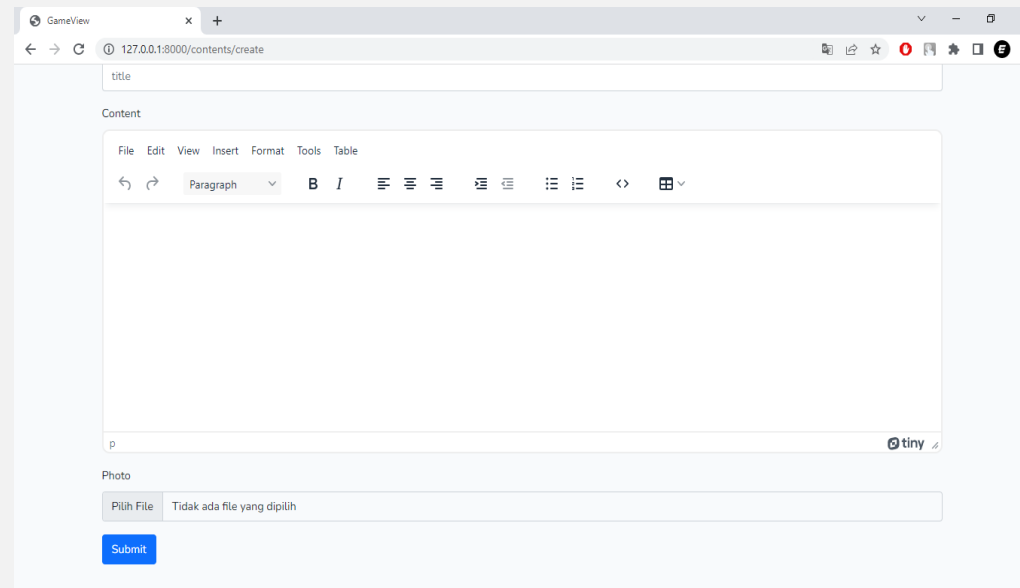 GameView
127.0.0.1:8000/contents/create
title
Content
File Edit View Insert Format Tools Table
Paragraph B I
p tiny
Photo
Pilih File Tidak ada file yang dipilih
Submit